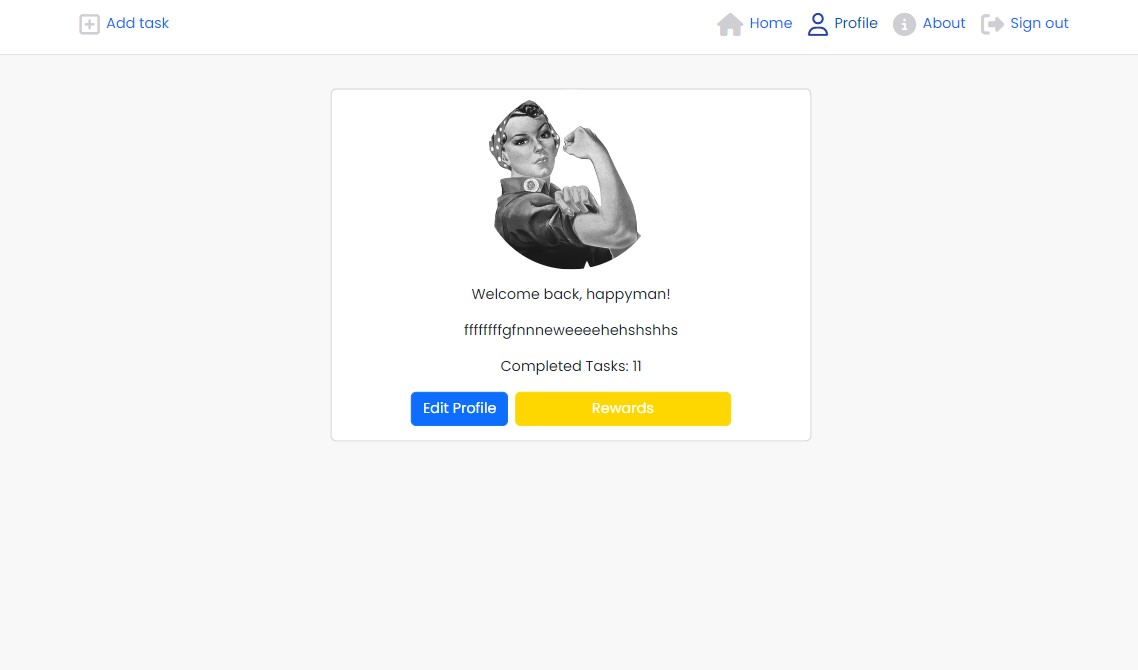 Add task Home Profile About Sign out
Welcome back, happyman!
ffffffffgfnnneweeeehehshshhs
Completed Tasks: 11
Edit Profile Rewards